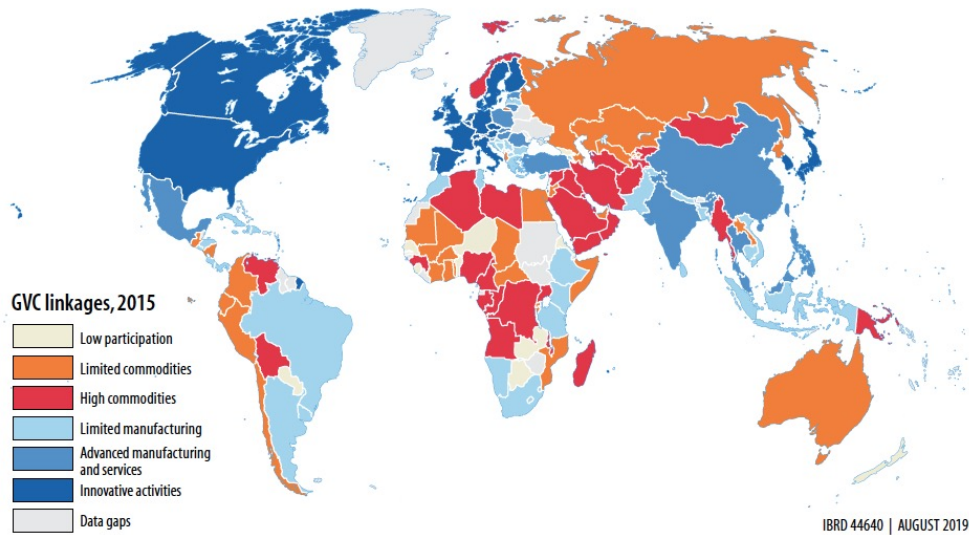 GVC linkages, 2015
Low participation
Limited commodities
High commodities
Limited manufacturing
Advanced manufacturing
and services
Innovative activities
Data gaps
IBRD 44640 | AUGUST 2019